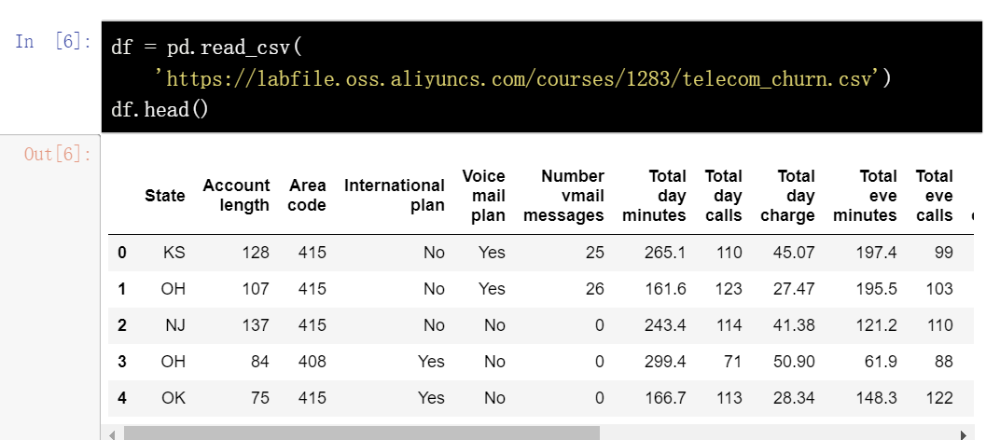 In [6]:
df = pd.read_csv(
'https://labfile.oss.aliyuncs.com/courses/1283/telecom_churn.csv')
df.head()
Out[6]:
State Account length Area code International plan Voice mail plan Number vmail messages Total day minutes Total day calls Total day charge Total eve minutes Total eve calls
0 KS 128 415 No Yes 25 265.1 110 45.07 197.4 99
1 OH 107 415 No Yes 26 161.6 123 27.47 195.5 103
2 NJ 137 415 No No 0 243.4 114 41.38 121.2 110
3 OH 84 408 Yes No 0 299.4 71 50.90 61.9 88
4 OK 75 415 Yes No 0 166.7 113 28.34 148.3 122